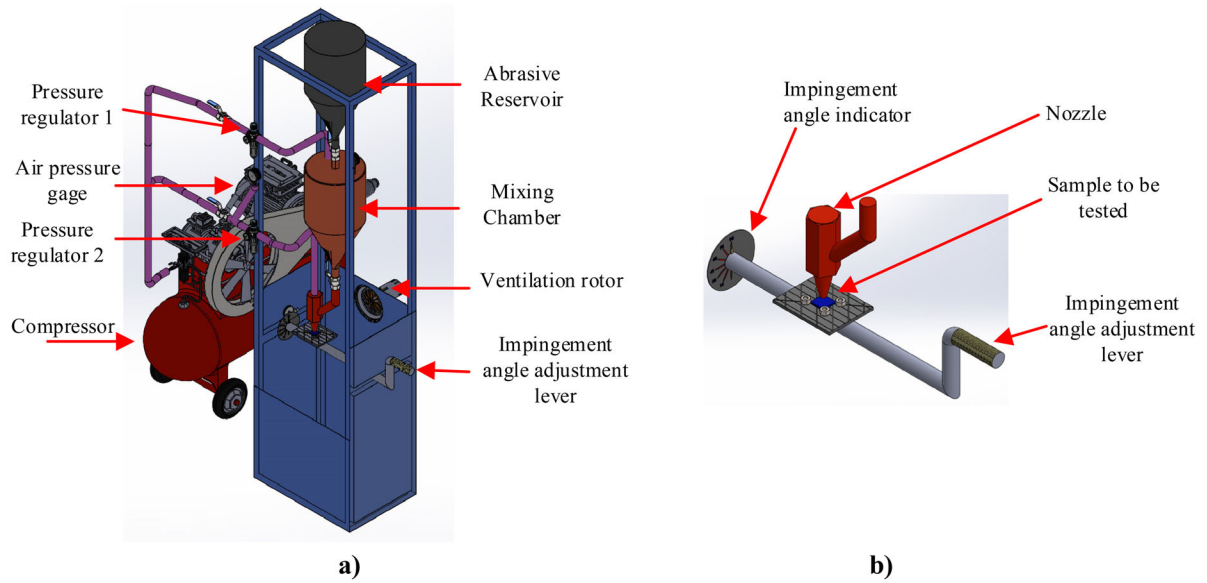 Pressure
regulator 1
Air pressure
gage
Pressure
regulator 2
Compressor
Abrasive
Reservoir
Mixing
Chamber
Ventilation rotor
Impingement
angle adjustment
lever
a)
Impingement
angle indicator
Nozzle
Sample to be
tested
Impingement
angle adjustment
lever
b)